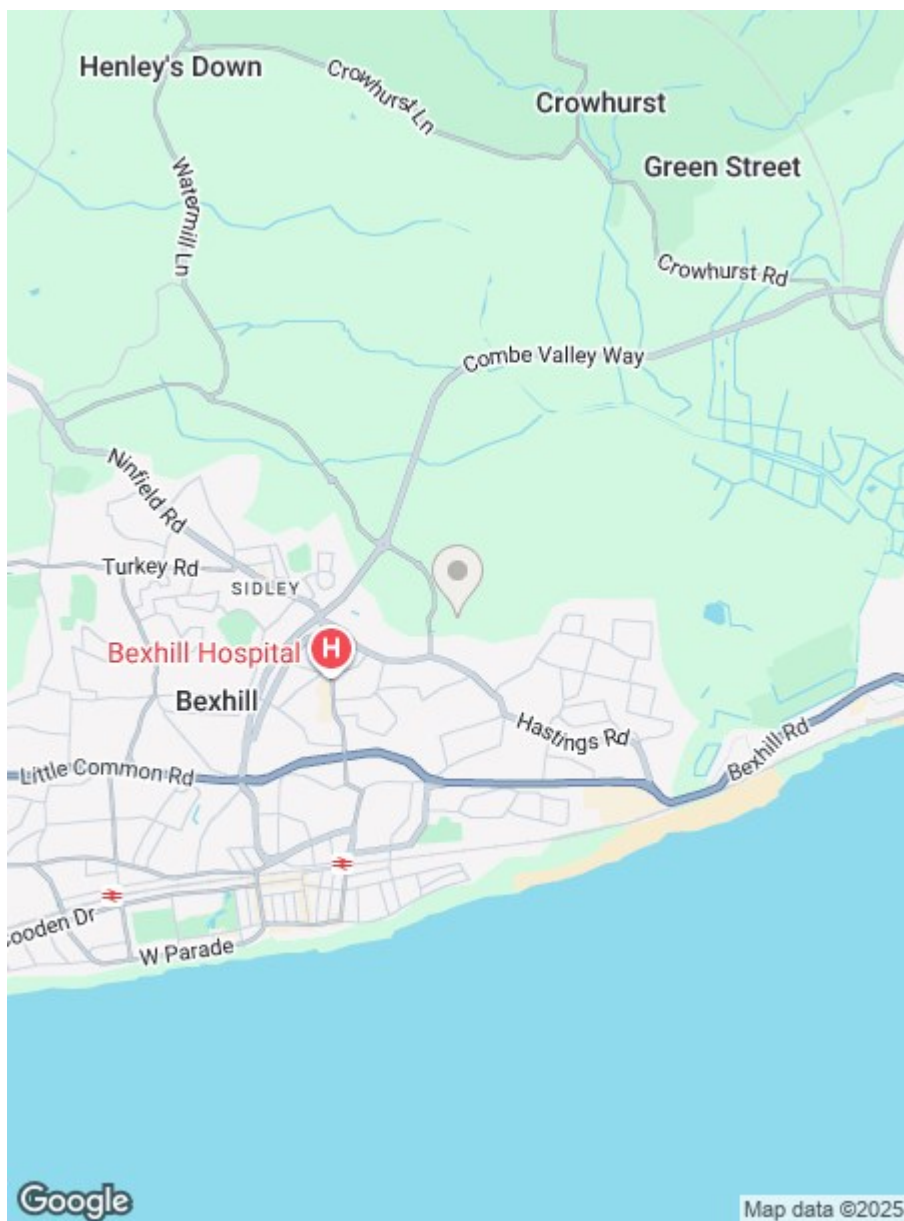 Henley's Down
Crowhurst Ln
Crowhurst
Green Street
Watermill Ln
Crowhurst Rd
Combe Valley Way
Ninfield Rd
Turkey Rd
SIDLEY
H
Bexhill Hospital
Bexhill
Hastings Rd
Bexhill Rd
Little Common Rd
Cooden Dr
W Parade
Google
Map data ©2025